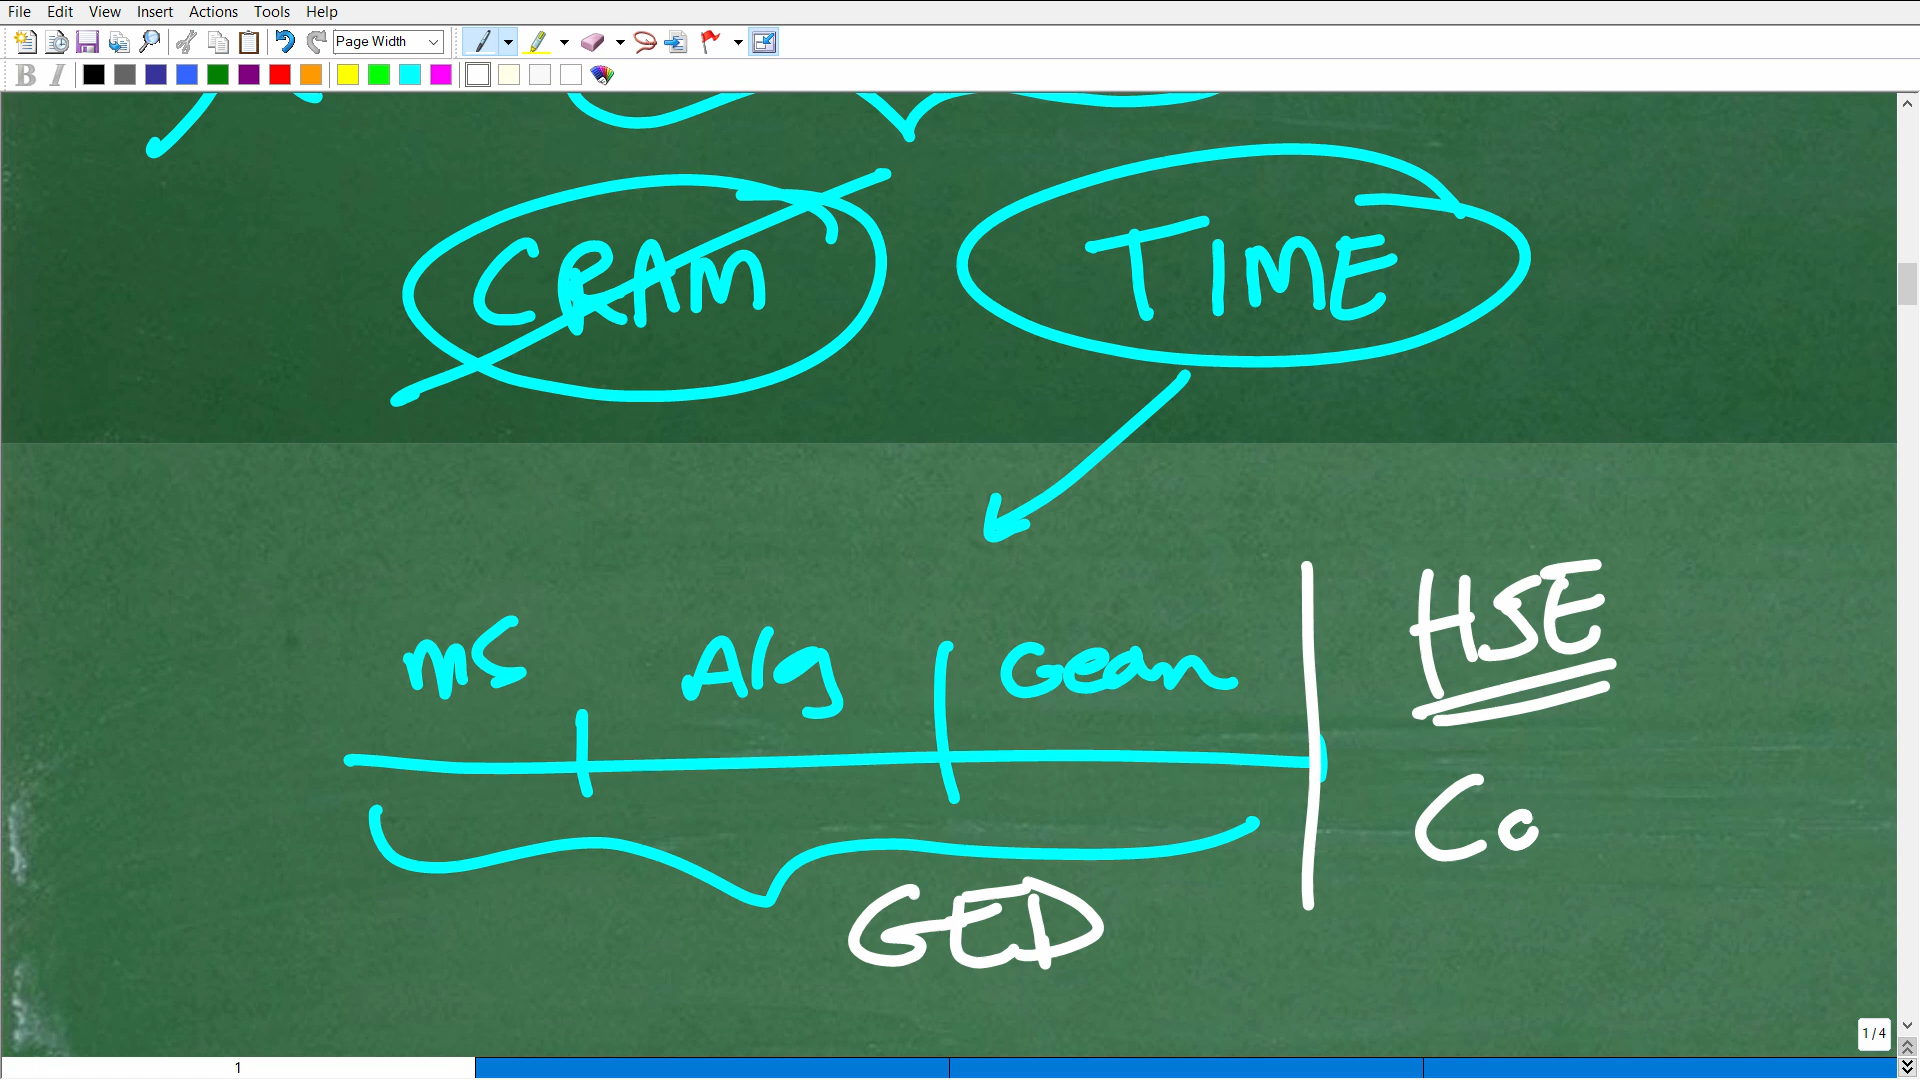 File Edit View Insert Actions Tools Help
Page Width
B I
CRAM TIME
MS Alg Geom
HSE
Co
GED
1 / 4
1